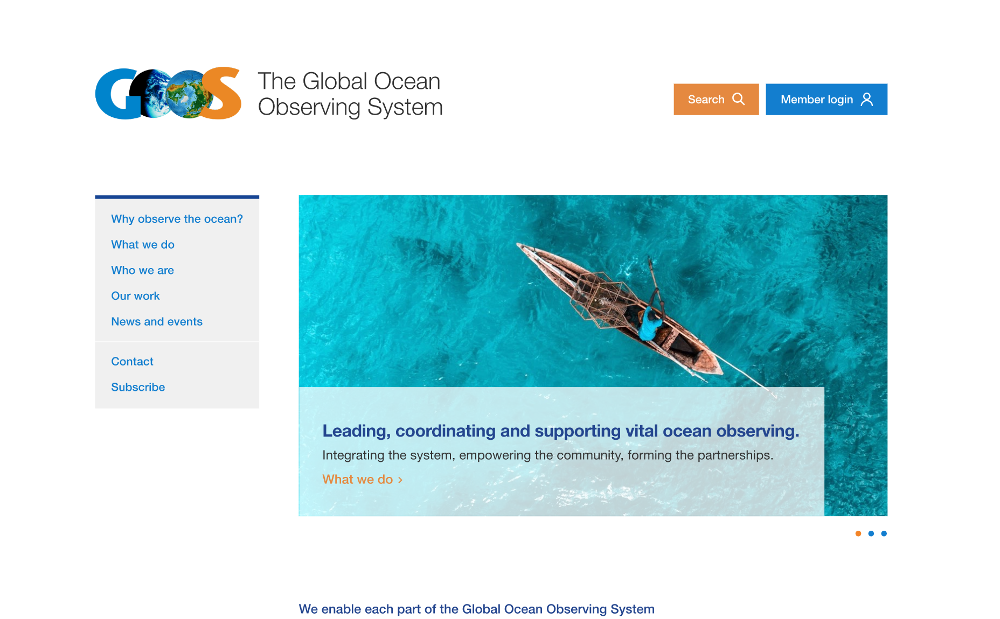 GOOS
The Global Ocean
Observing System
Search
Member login
Why observe the ocean?
What we do
Who we are
Our work
News and events
Contact
Subscribe
Leading, coordinating and supporting vital ocean observing.
Integrating the system, empowering the community, forming the partnerships.
What we do ›
We enable each part of the Global Ocean Observing System